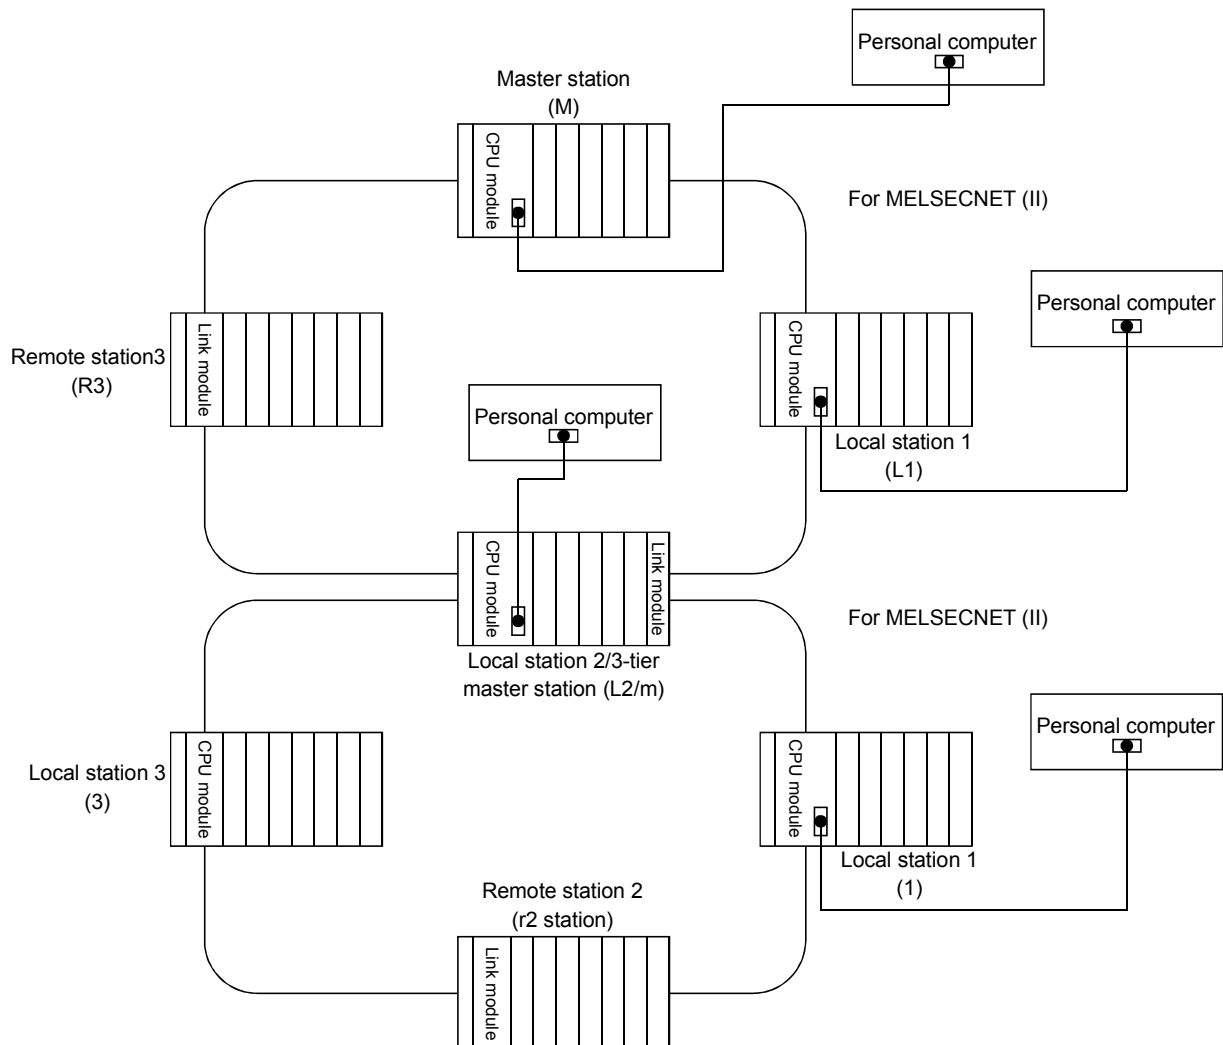 Personal computer
Master station
(M)
CPU module
For MELSECNET (II)
Personal computer
Link module
CPU module
Remote station3
(R3)
Personal computer
Local station 1
(L1)
CPU module
Link module
For MELSECNET (II)
Local station 2/3-tier
master station (L2/m)
Personal computer
CPU module
CPU module
Local station 3
(3)
Local station 1
(1)
Remote station 2
(r2 station)
Link module